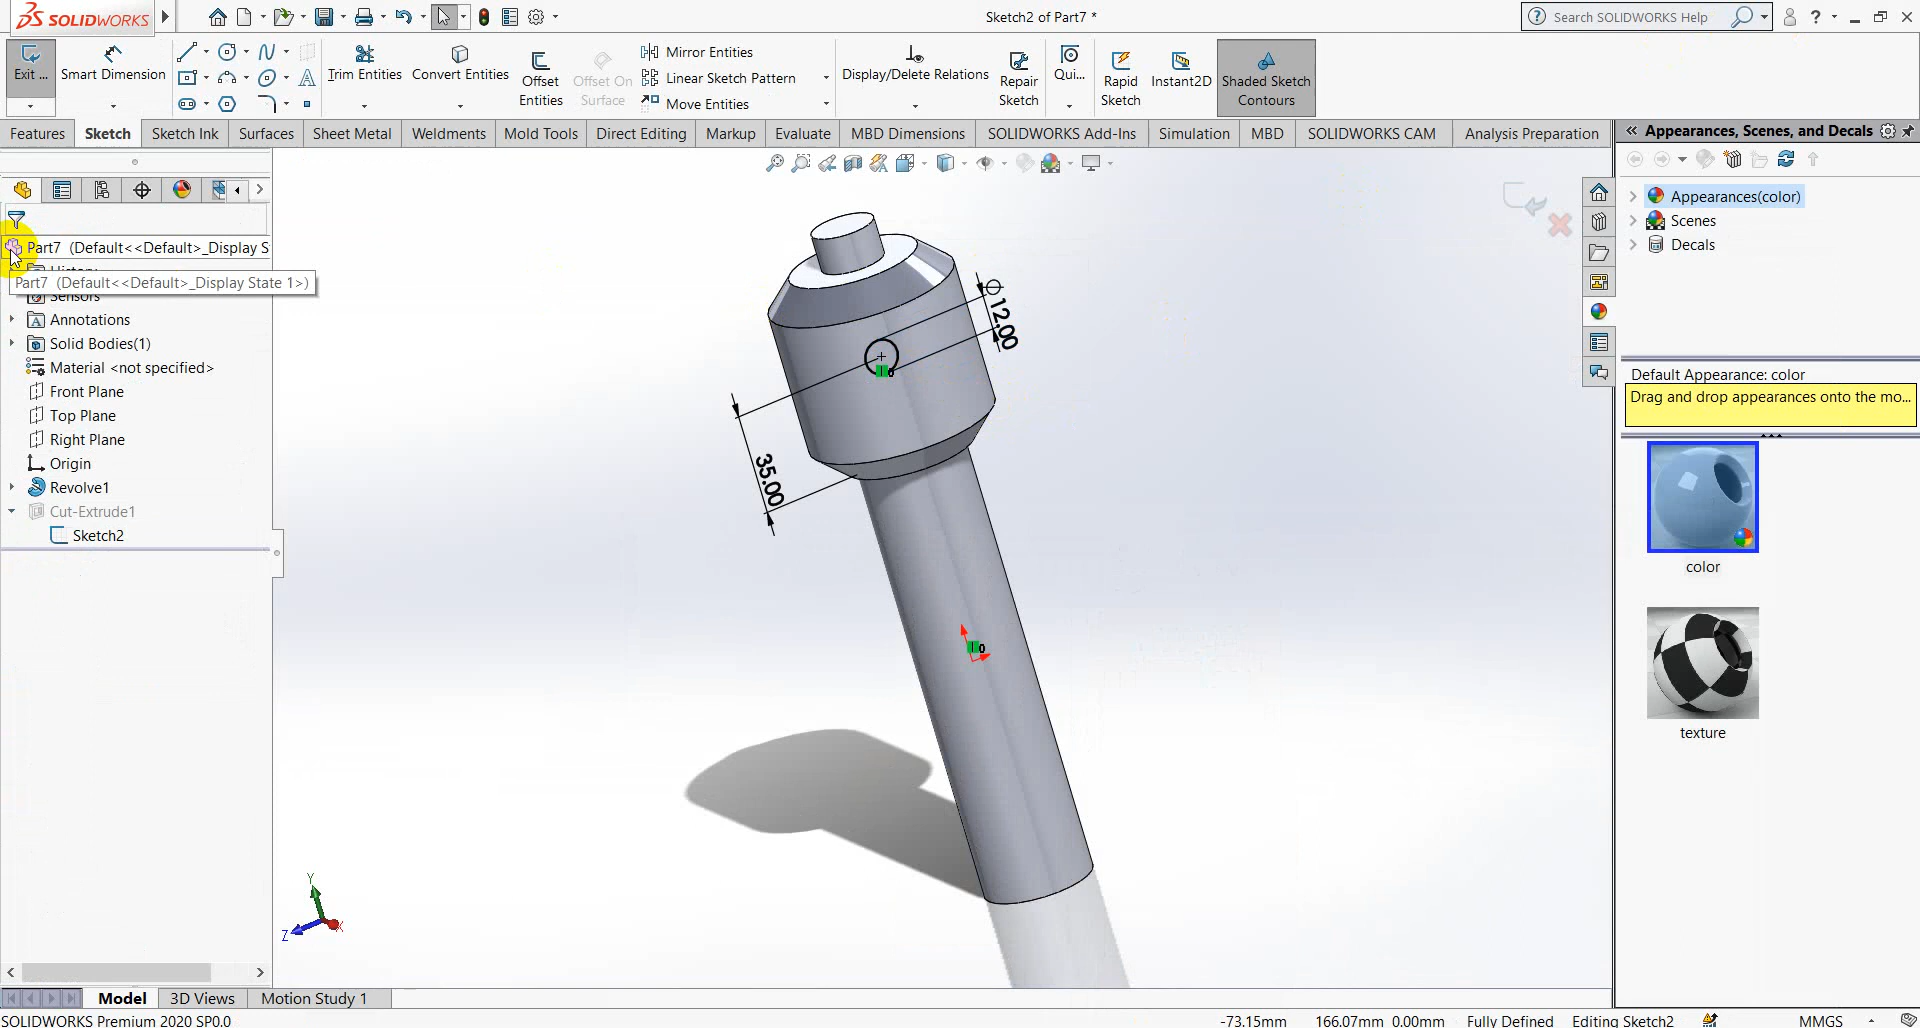 SOLIDWORKS
Sketch2 of Part7 *
Search SOLIDWORKS Help
Exit ...
Smart Dimension
Trim Entities
Convert Entities
Offset Entities
Offset On Surface
Mirror Entities
Linear Sketch Pattern
Move Entities
Display/Delete Relations
Repair Sketch
Qui...
Rapid Sketch
Instant2D
Shaded Sketch Contours
Features
Sketch
Sketch Ink
Surfaces
Sheet Metal
Weldments
Mold Tools
Direct Editing
Markup
Evaluate
MBD Dimensions
SOLIDWORKS Add-Ins
Simulation
MBD
SOLIDWORKS CAM
Analysis Preparation
Appearances, Scenes, and Decals
Part7 (Default<<Default>_Display S
Part7 (Default<<Default>_Display State 1>)
Sensors
Annotations
Solid Bodies(1)
Material <not specified>
Front Plane
Top Plane
Right Plane
Origin
Revolve1
Cut-Extrude1
Sketch2
∅12.00
35.00
0
Y
Z
X
Appearances(color)
Scenes
Decals
Default Appearance: color
Drag and drop appearances onto the mo...
color
texture
Model
3D Views
Motion Study 1
SOLIDWORKS Premium 2020 SP0.0
-73.15mm
166.07mm
0.00mm
Fully Defined
Editing Sketch2
MMGS